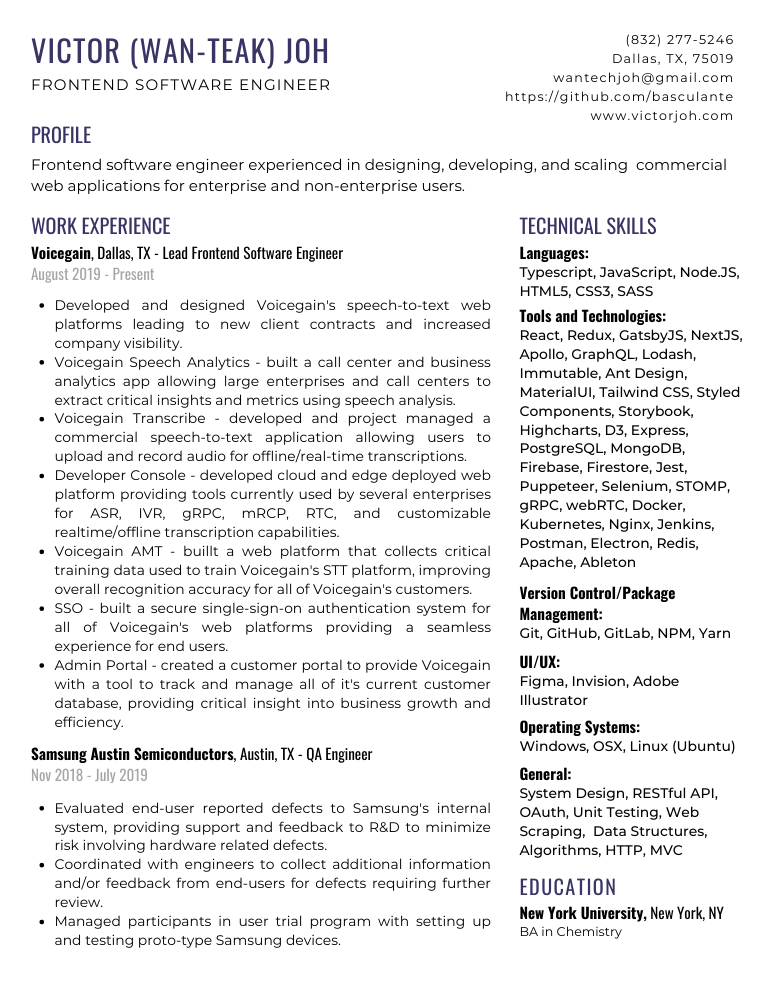 VICTOR (WAN-TEAK) JOH
FRONTEND SOFTWARE ENGINEER
(832) 277-5246
Dallas, TX, 75019
wantechjoh@gmail.com
https://github.com/basculante
www.victorjoh.com
PROFILE
Frontend software engineer experienced in designing, developing, and scaling  commercial
web applications for enterprise and non-enterprise users.
WORK EXPERIENCE
Voicegain, Dallas, TX - Lead Frontend Software Engineer
August 2019 - Present
• Developed and designed Voicegain's speech-to-text web
platforms leading to new client contracts and increased
company visibility.
• Voicegain Speech Analytics - built a call center and business
analytics app allowing large enterprises and call centers to
extract critical insights and metrics using speech analysis.
• Voicegain Transcribe - developed and project managed a
commercial speech-to-text application allowing users to
upload and record audio for offline/real-time transcriptions.
• Developer Console - developed cloud and edge deployed web
platform providing tools currently used by several enterprises
for ASR, IVR, gRPC, mRCP, RTC, and customizable
realtime/offline transcription capabilities.
• Voicegain AMT - buillt a web platform that collects critical
training data used to train Voicegain's STT platform, improving
overall recognition accuracy for all of Voicegain's customers.
• SSO - built a secure single-sign-on authentication system for
all of Voicegain's web platforms providing a seamless
experience for end users.
• Admin Portal - created a customer portal to provide Voicegain
with a tool to track and manage all of it's current customer
database, providing critical insight into business growth and
efficiency.
Samsung Austin Semiconductors, Austin, TX - QA Engineer
Nov 2018 - July 2019
• Evaluated end-user reported defects to Samsung's internal
system, providing support and feedback to R&D to minimize
risk involving hardware related defects.
• Coordinated with engineers to collect additional information
and/or feedback from end-users for defects requiring further
review.
• Managed participants in user trial program with setting up
and testing proto-type Samsung devices.
TECHNICAL SKILLS
Languages:
Typescript, JavaScript, Node.JS,
HTML5, CSS3, SASS
Tools and Technologies:
React, Redux, GatsbyJS, NextJS,
Apollo, GraphQL, Lodash,
Immutable, Ant Design,
MaterialUI, Tailwind CSS, Styled
Components, Storybook,
Highcharts, D3, Express,
PostgreSQL, MongoDB,
Firebase, Firestore, Jest,
Puppeteer, Selenium, STOMP,
gRPC, webRTC, Docker,
Kubernetes, Nginx, Jenkins,
Postman, Electron, Redis,
Apache, Ableton
Version Control/Package
Management:
Git, GitHub, GitLab, NPM, Yarn
UI/UX:
Figma, Invision, Adobe
Illustrator
Operating Systems:
Windows, OSX, Linux (Ubuntu)
General:
System Design, RESTful API,
OAuth, Unit Testing, Web
Scraping,  Data Structures,
Algorithms, HTTP, MVC
EDUCATION
New York University, New York, NY
BA in Chemistry